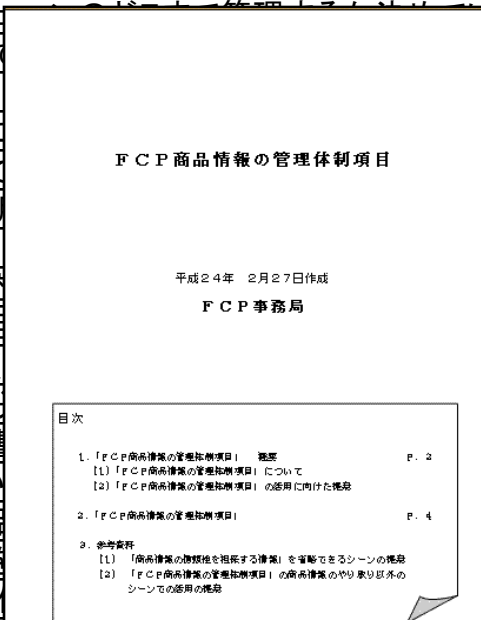 ＦＣＰ商品情報の管理体制項目
平成２４年　２月２７日作成
ＦＣＰ事務局
目次
１．「ＦＣＰ商品情報の管理体制項目」　概要　　Ｐ．２
［１］「ＦＣＰ商品情報の管理体制項目」について
［２］「ＦＣＰ商品情報の管理体制項目」の活用に向けた提案
２．「ＦＣＰ商品情報の管理体制項目」　　Ｐ．４
３．参考資料
［１］　「商品情報の信頼性を担保する情報」を省略できるシーンの提案
［２］　「ＦＣＰ商品情報の管理体制項目」の商品情報のやり取り以外の
シーンでの活用の提案